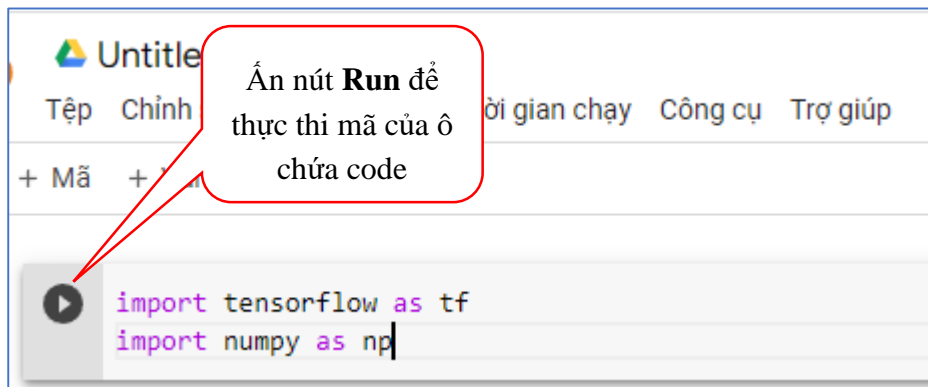 Untitle
Ấn nút Run để
thực thi mã của ô
chứa code
Tệp Chỉnh ời gian chạy Công cụ Trợ giúp
+ Mã +
import tensorflow as tf
import numpy as np